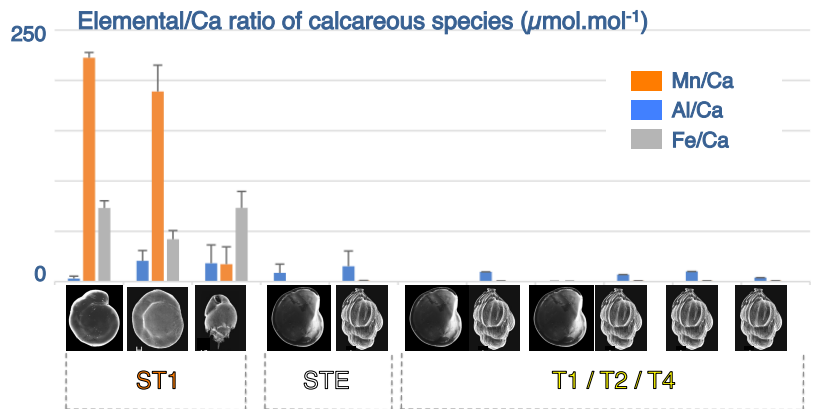 Elemental/Ca ratio of calcareous species (µmol.mol-1)
250
Mn/Ca
Al/Ca
Fe/Ca
0
ST1
STE
T1 / T2 / T4